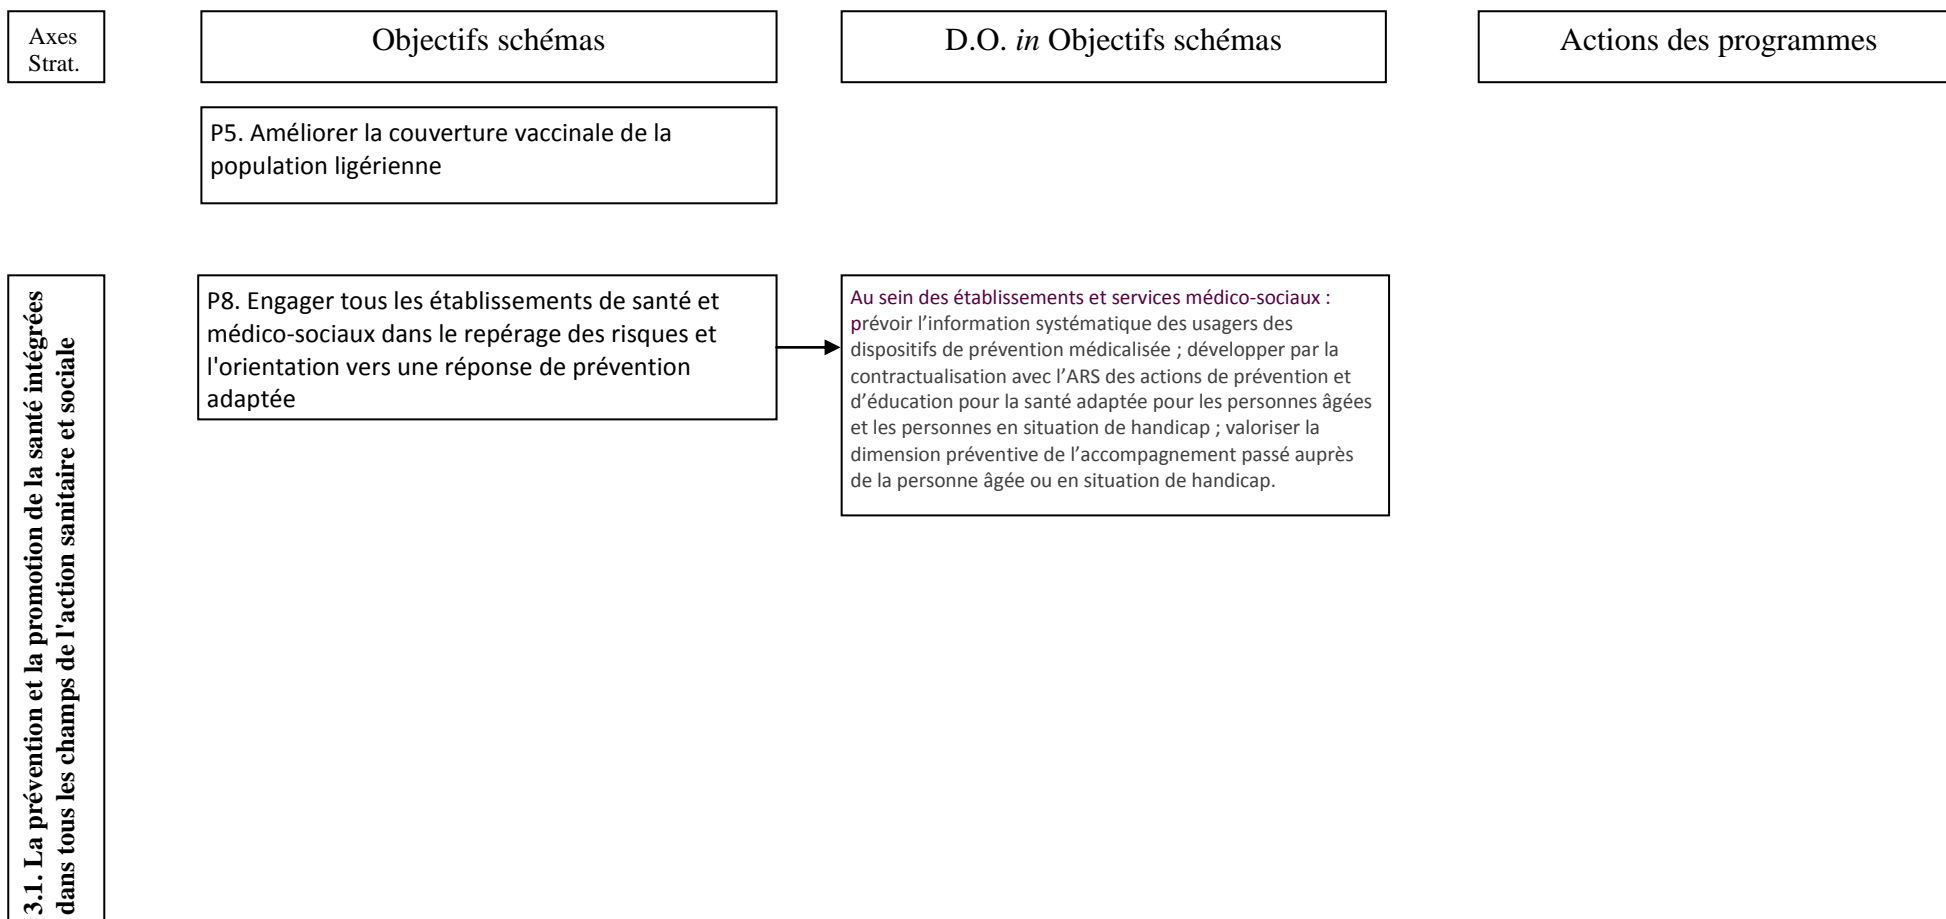 Axes
Strat.
Objectifs schémas
D.O. in Objectifs schémas
Actions des programmes
P5. Améliorer la couverture vaccinale de la
population ligérienne
3.1. La prévention et la promotion de la santé intégrées
dans tous les champs de l'action sanitaire et sociale
P8. Engager tous les établissements de santé et
médico-sociaux dans le repérage des risques et
l'orientation vers une réponse de prévention
adaptée
Au sein des établissements et services médico-sociaux :
prévoir l’information systématique des usagers des
dispositifs de prévention médicalisée ; développer par la
contractualisation avec l’ARS des actions de prévention et
d’éducation pour la santé adaptée pour les personnes âgées
et les personnes en situation de handicap ; valoriser la
dimension préventive de l’accompagnement passé auprès
de la personne âgée ou en situation de handicap.